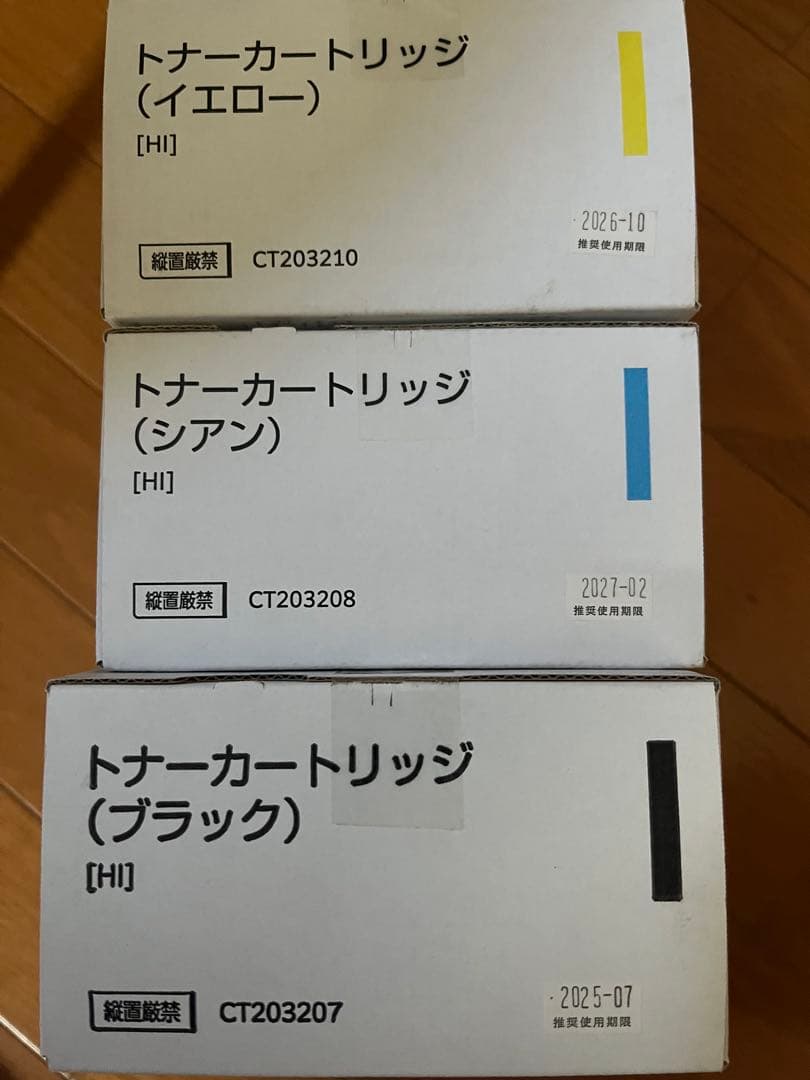 トナーカートリッジ
（イエロー）
[HI]
縦置厳禁 CT203210
2026-10
推奨使用期限
トナーカートリッジ
（シアン）
[HI]
縦置厳禁 CT203208
2027-02
推奨使用期限
トナーカートリッジ
（ブラック）
[HI]
縦置厳禁 CT203207
2025-07
推奨使用期限